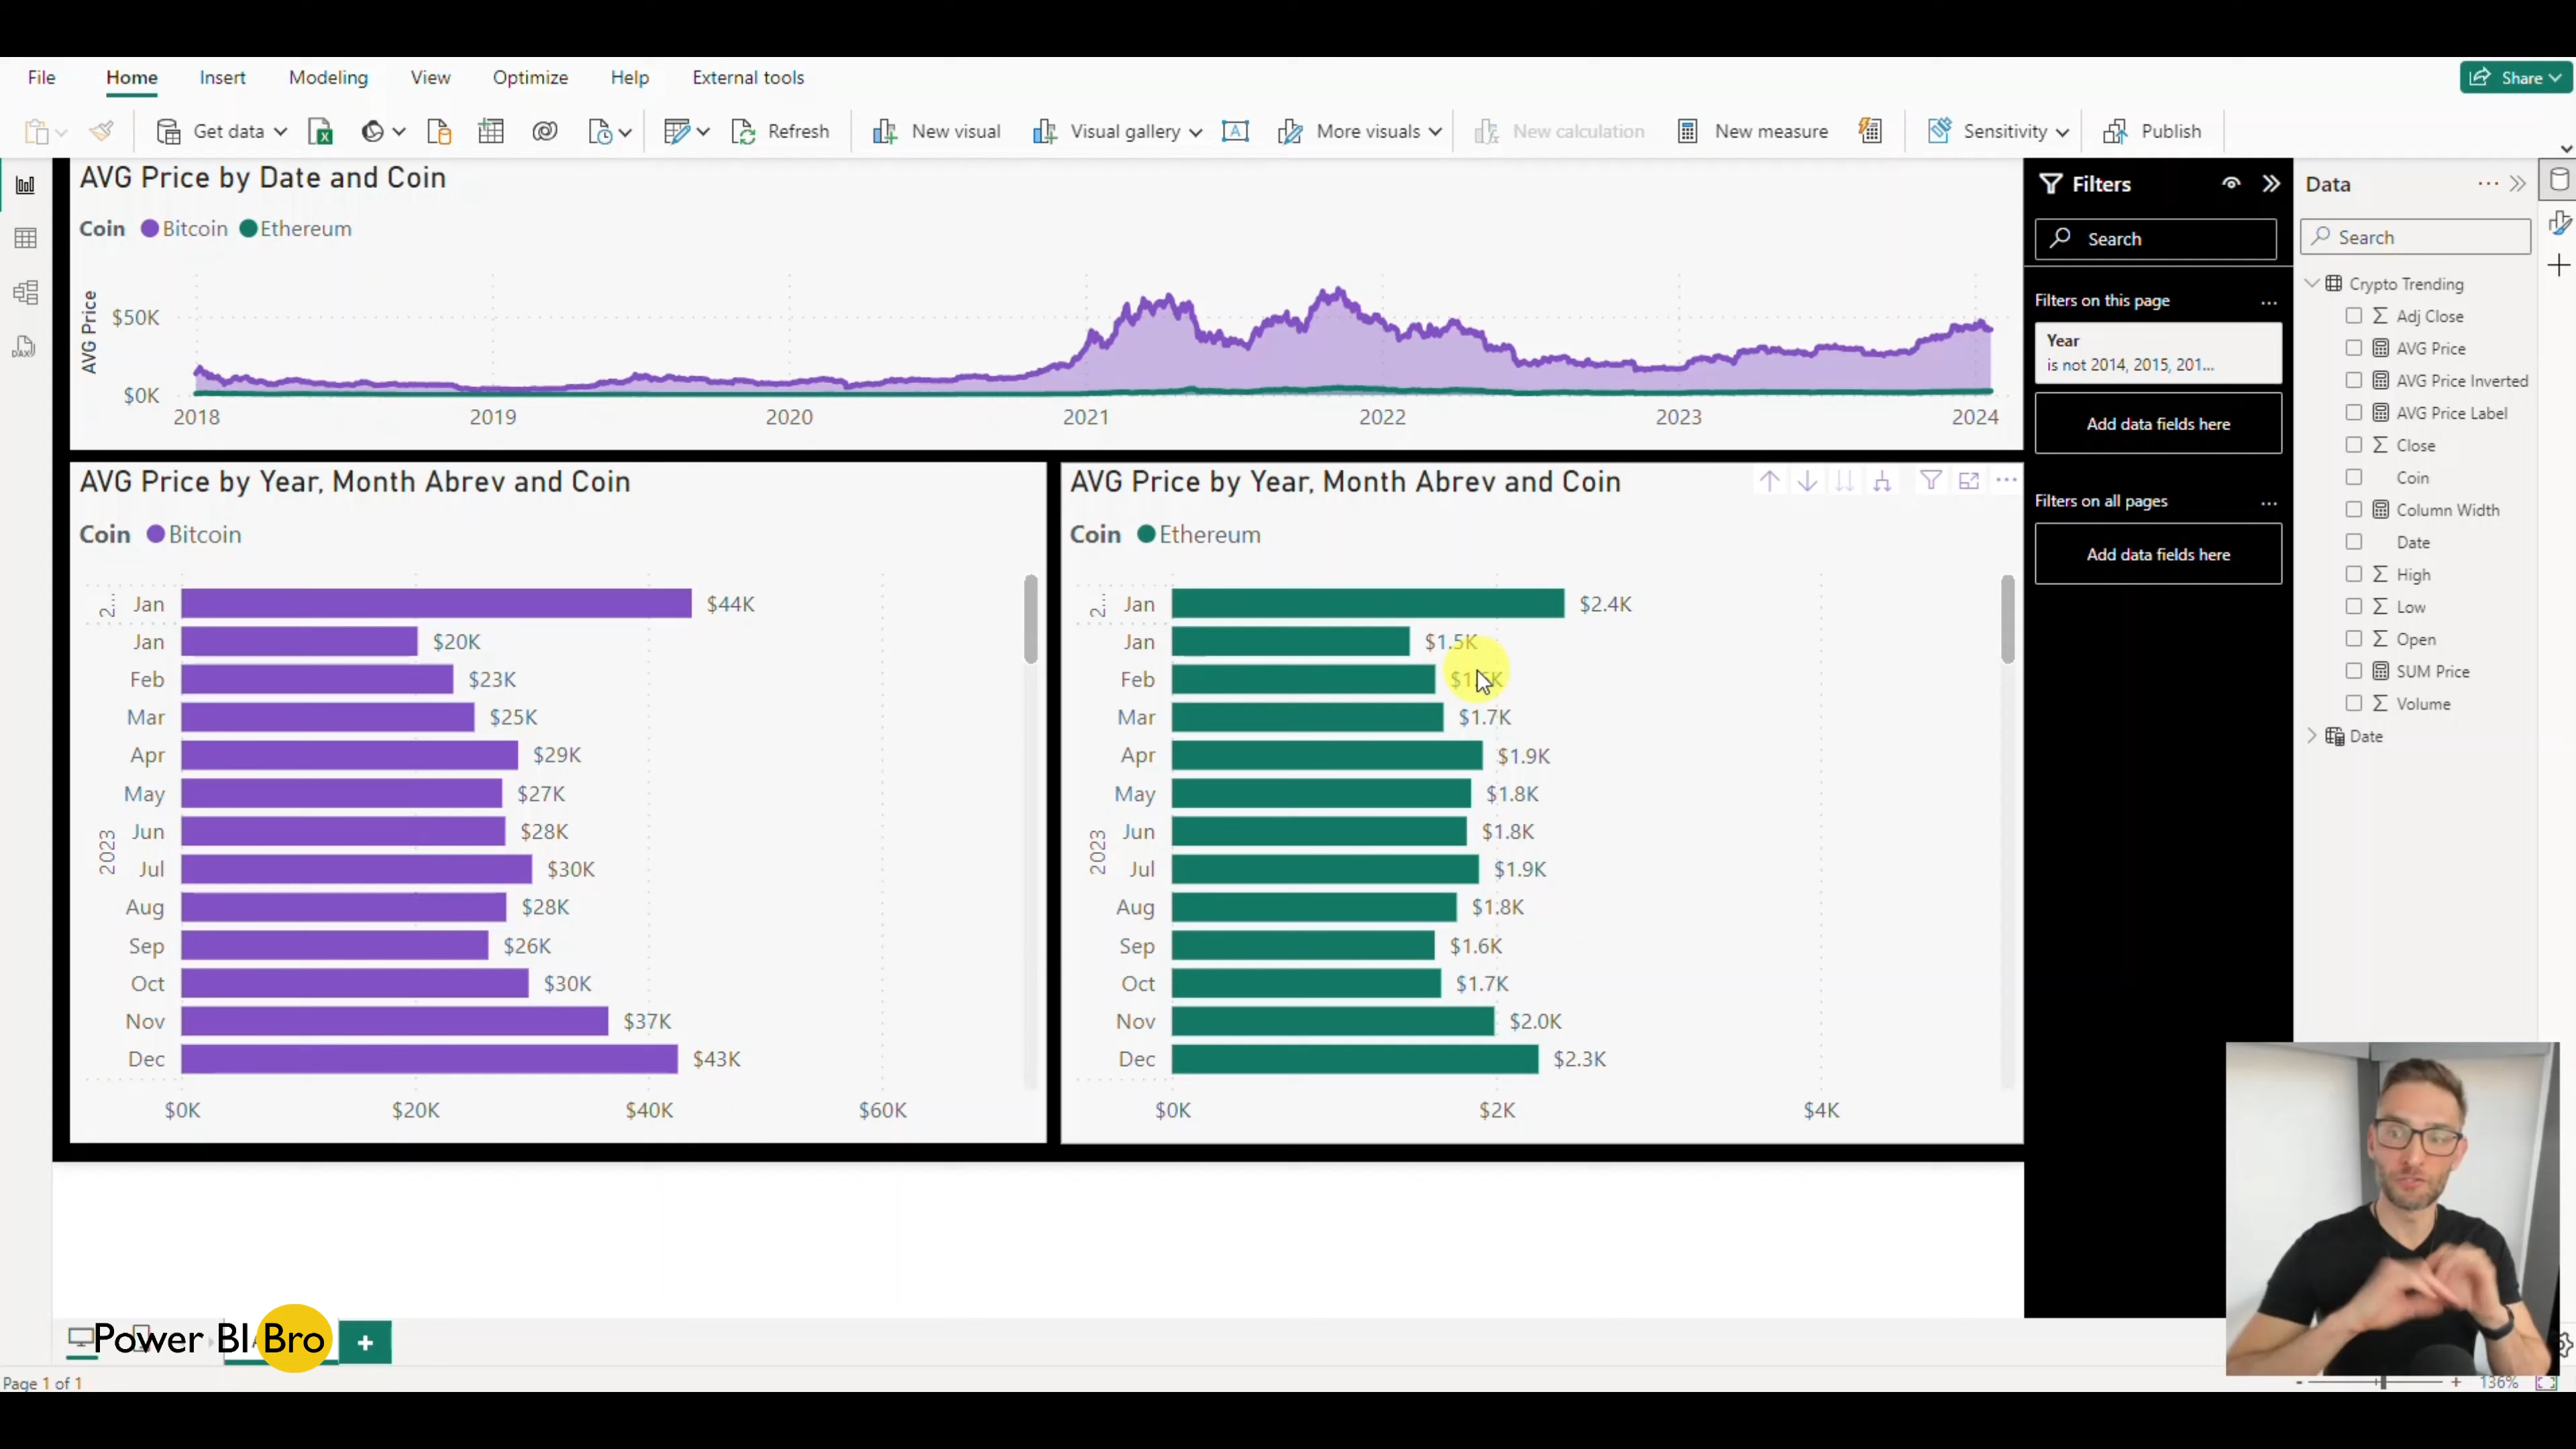 File Home Insert Modeling View Optimize Help External tools Share
Get data Refresh New visual Visual gallery More visuals New calculation New measure Sensitivity Publish
AVG Price by Date and Coin
Coin Bitcoin Ethereum
AVG Price
$50K
$0K
2018 2019 2020 2021 2022 2023 2024
AVG Price by Year, Month Abrev and Coin
Coin Bitcoin
2...
Jan $44K
2023
Jan $20K
Feb $23K
Mar $25K
Apr $29K
May $27K
Jun $28K
Jul $30K
Aug $28K
Sep $26K
Oct $30K
Nov $37K
Dec $43K
$0K $20K $40K $60K
AVG Price by Year, Month Abrev and Coin
Coin Ethereum
2...
Jan $2.4K
2023
Jan $1.5K
Feb
Mar $1.7K
Apr $1.9K
May $1.8K
Jun $1.8K
Jul $1.9K
Aug $1.8K
Sep $1.6K
Oct $1.7K
Nov $2.0K
Dec $2.3K
$0K $2K $4K
Filters
Search
Filters on this page ...
Year
is not 2014, 2015, 201...
Add data fields here
Filters on all pages ...
Add data fields here
Data
Search
Crypto Trending
Adj Close
AVG Price
AVG Price Inverted
AVG Price Label
Close
Coin
Column Width
Date
High
Low
Open
SUM Price
Volume
Date
DAX
Power BI Bro
Page 1 of 1
- + 136%